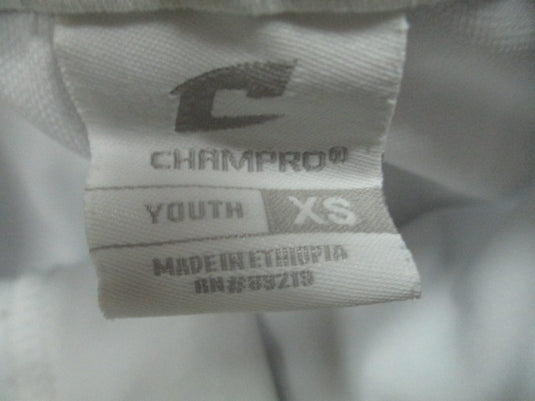 C
CHAMPRO®
YOUTH XS
MADE IN ETHIOPIA
RN#89219